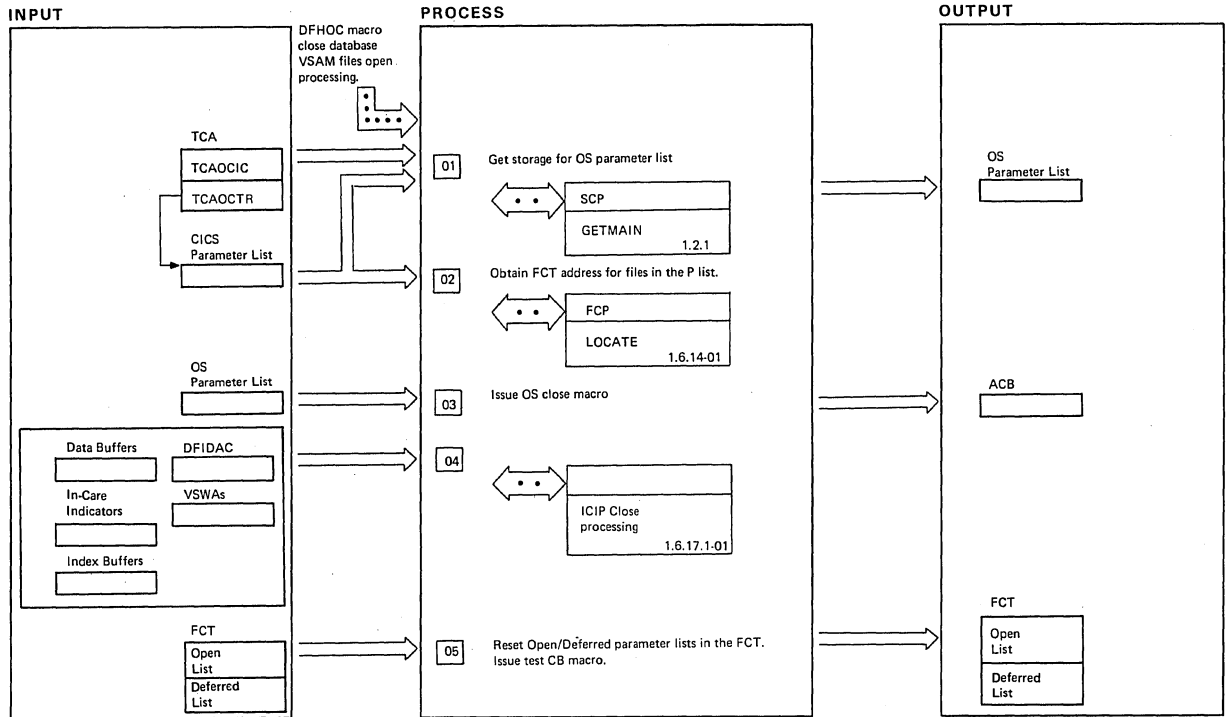 INPUT
PROCESS
OUTPUT
DFHOC macro
close database
VSAM files open
processing.
TCA
TCAOCIC
TCAOCTR
CICS
Parameter List
OS
Parameter List
Data Buffers
DFIDAC
In-Care
Indicators
VSWAs
Index Buffers
FCT
Open
List
Deferred
List
01
Get storage for OS parameter list
SCP
GETMAIN
1.2.1
02
Obtain FCT address for files in the P list.
FCP
LOCATE
1.6.14-01
03
Issue OS close macro
04
ICIP Close
processing
1.6.17.1-01
05
Reset Open/Deferred parameter lists in the FCT.
Issue test CB macro.
OS
Parameter List
ACB
FCT
Open
List
Deferred
List